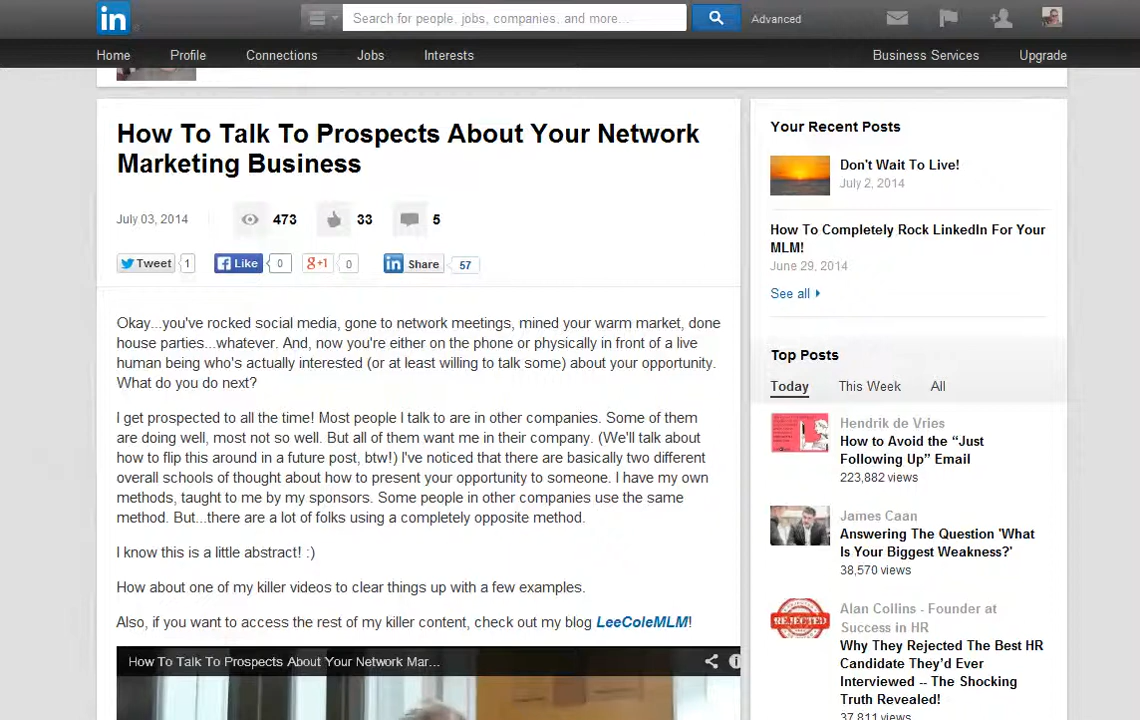 in
Search for people, jobs, companies, and more...
Advanced
Home Profile Connections Jobs Interests Business Services Upgrade
How To Talk To Prospects About Your Network
Marketing Business
July 03, 2014 473 33 5
Tweet 1 Like 0 g+1 0 in Share 57
Okay...you've rocked social media, gone to network meetings, mined your warm market, done
house parties...whatever. And, now you're either on the phone or physically in front of a live
human being who's actually interested (or at least willing to talk some) about your opportunity.
What do you do next?
I get prospected to all the time! Most people I talk to are in other companies. Some of them
are doing well, most not so well. But all of them want me in their company. (We'll talk about
how to flip this around in a future post, btw!) I've noticed that there are basically two different
overall schools of thought about how to present your opportunity to someone. I have my own
methods, taught to me by my sponsors. Some people in other companies use the same
method. But...there are a lot of folks using a completely opposite method.
I know this is a little abstract! :)
How about one of my killer videos to clear things up with a few examples.
Also, if you want to access the rest of my killer content, check out my blog LeeColeMLM!
How To Talk To Prospects About Your Network Mar...
Your Recent Posts
Don't Wait To Live!
July 2, 2014
How To Completely Rock LinkedIn For Your
MLM!
June 29, 2014
See all
Top Posts
Today This Week All
Hendrik de Vries
How to Avoid the “Just
Following Up” Email
223,882 views
James Caan
Answering The Question 'What
Is Your Biggest Weakness?'
38,570 views
REJECTED
Alan Collins - Founder at
Success in HR
Why They Rejected The Best HR
Candidate They'd Ever
Interviewed -- The Shocking
Truth Revealed!
37,811 views